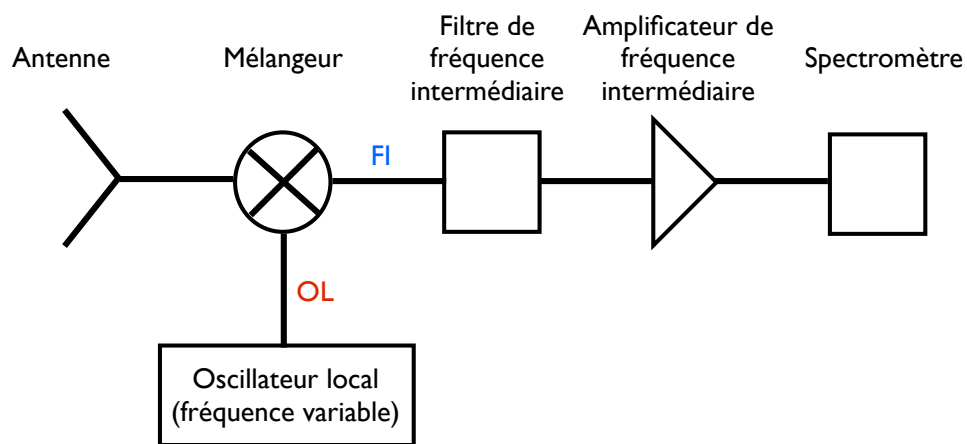 Antenne
Mélangeur
Filtre de
fréquence
intermédiaire
Amplificateur de
fréquence
intermédiaire
Spectromètre
FI
OL
Oscillateur local
(fréquence variable)